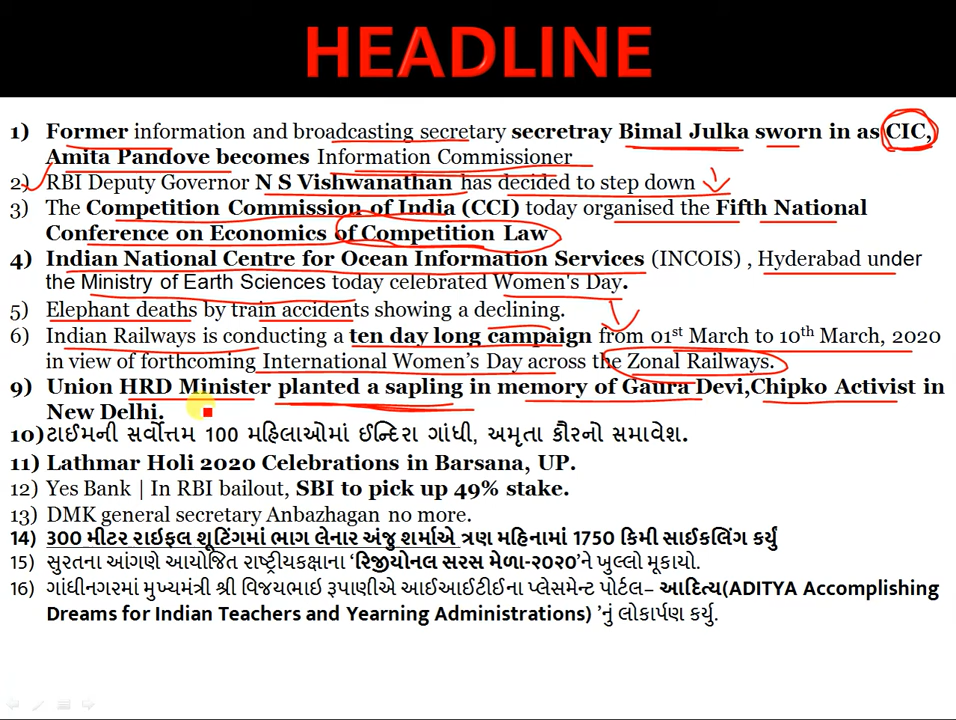 HEADLINE
1) Former information and broadcasting secretary secretray Bimal Julka sworn in as CIC,
Amita Pandove becomes Information Commissioner
2) RBI Deputy Governor N S Vishwanathan has decided to step down
3) The Competition Commission of India (CCI) today organised the Fifth National
Conference on Economics of Competition Law
4) Indian National Centre for Ocean Information Services (INCOIS) , Hyderabad under
the Ministry of Earth Sciences today celebrated Women's Day.
5) Elephant deaths by train accidents showing a declining.
6) Indian Railways is conducting a ten day long campaign from 01st March to 10th March, 2020
in view of forthcoming International Women's Day across the Zonal Railways.
9) Union HRD Minister planted a sapling in memory of Gaura Devi,Chipko Activist in
New Delhi.
10) ટાઈમની સર્વોત્તમ 100 મહિલાઓમાં ઈન્દિરા ગાંધી, અમૃતા કૌરનો સમાવેશ.
11) Lathmar Holi 2020 Celebrations in Barsana, UP.
12) Yes Bank | In RBI bailout, SBI to pick up 49% stake.
13) DMK general secretary Anbazhagan no more.
14) 300 મીટર રાઇફલ શૂટિંગમાં ભાગ લેનાર અંજુ શર્માએ ત્રણ મહિનામાં 1750 કિમી સાઈકલિંગ કર્યું
15) સુરતના આંગણે આયોજિત રાષ્ટ્રીયકક્ષાના ‘રિજીયોનલ સરસ મેળા-૨૦૨૦’ને ખુલ્લો મૂકાયો.
16) ગાંધીનગરમાં મુખ્યમંત્રી શ્રી વિજયભાઇ રૂપાણીએ આઈઆઈટીઈના પ્લેસમેન્ટ પોર્ટલ– આદિત્ય(ADITYA Accomplishing
Dreams for Indian Teachers and Yearning Administrations) ’નું લોકાર્પણ કર્યુ.